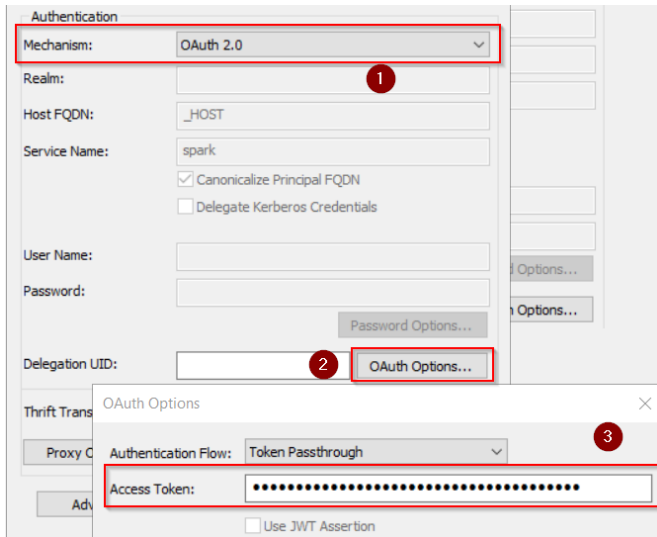 Authentication
Mechanism: OAuth 2.0
1
Realm:
Host FQDN: _HOST
Service Name: spark
Canonicalize Principal FQDN
Delegate Kerberos Credentials
User Name:
Options...
Password:
Options...
Password Options...
Delegation UID: 2 OAuth Options...
OAuth Options
Thrift Trans
3
Proxy
Authentication Flow: Token Passthrough
Access Token: ••••••••••••••••••••••••••••••••••••••
Adv
Use JWT Assertion